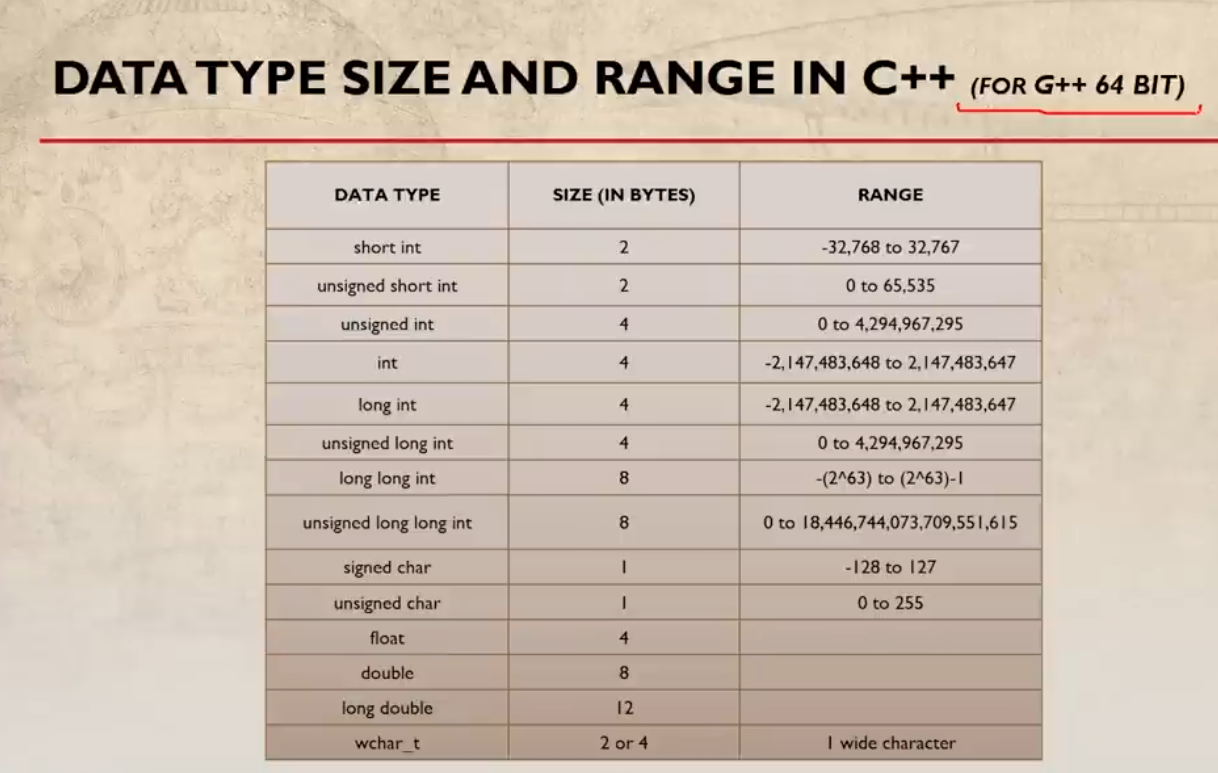 DATA TYPE SIZE AND RANGE IN C++ (FOR G++ 64 BIT)
DATA TYPE SIZE (IN BYTES) RANGE
short int 2 -32,768 to 32,767
unsigned short int 2 0 to 65,535
unsigned int 4 0 to 4,294,967,295
int 4 -2,147,483,648 to 2,147,483,647
long int 4 -2,147,483,648 to 2,147,483,647
unsigned long int 4 0 to 4,294,967,295
long long int 8 -(2^63) to (2^63)-1
unsigned long long int 8 0 to 18,446,744,073,709,551,615
signed char 1 -128 to 127
unsigned char 1 0 to 255
float 4
double 8
long double 12
wchar_t 2 or 4 1 wide character